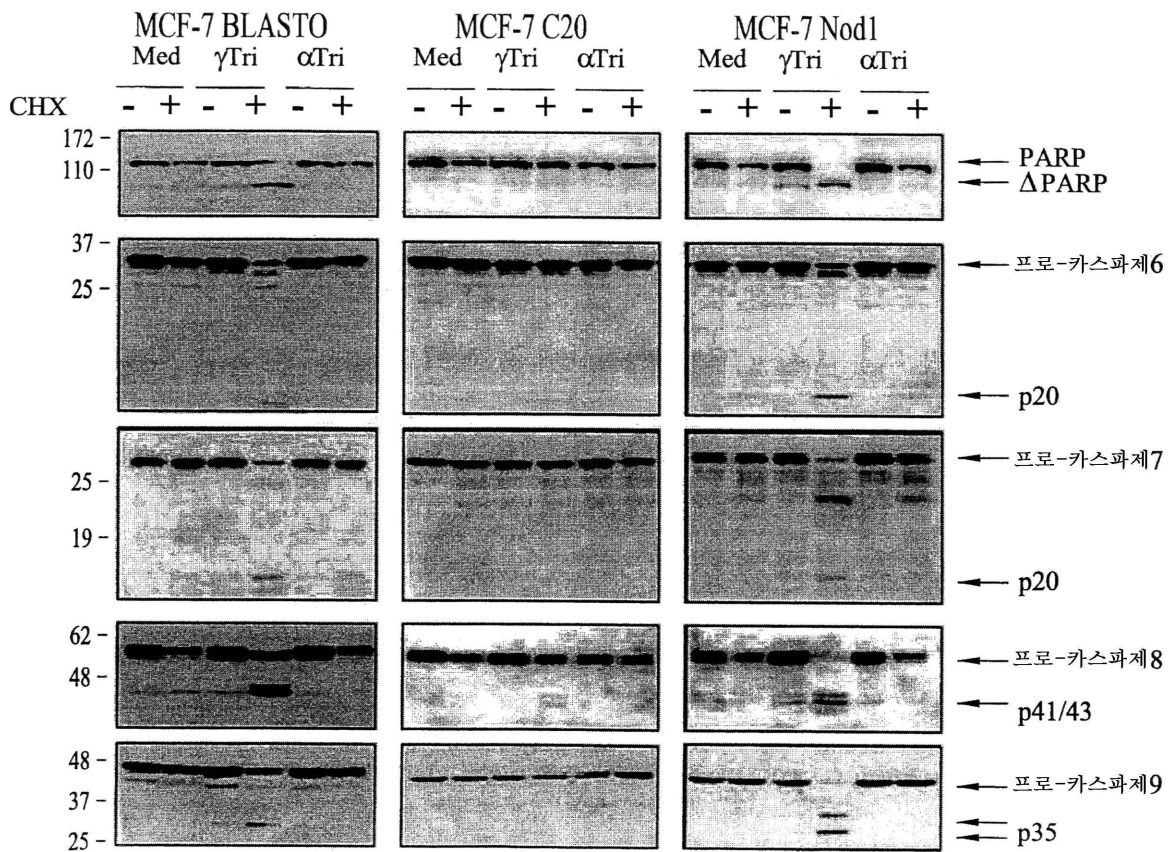 MCF-7 BLASTO MCF-7 C20 MCF-7 Nod1
Med γTri αTri Med γTri αTri Med γTri αTri
CHX - + - + - + - + - + - + - + - + - +
172
110
PARP
ΔPARP
37
25
프로-카스파제6
p20
25
19
프로-카스파제7
p20
62
48
프로-카스파제8
p41/43
48
37
25
프로-카스파제9
p35